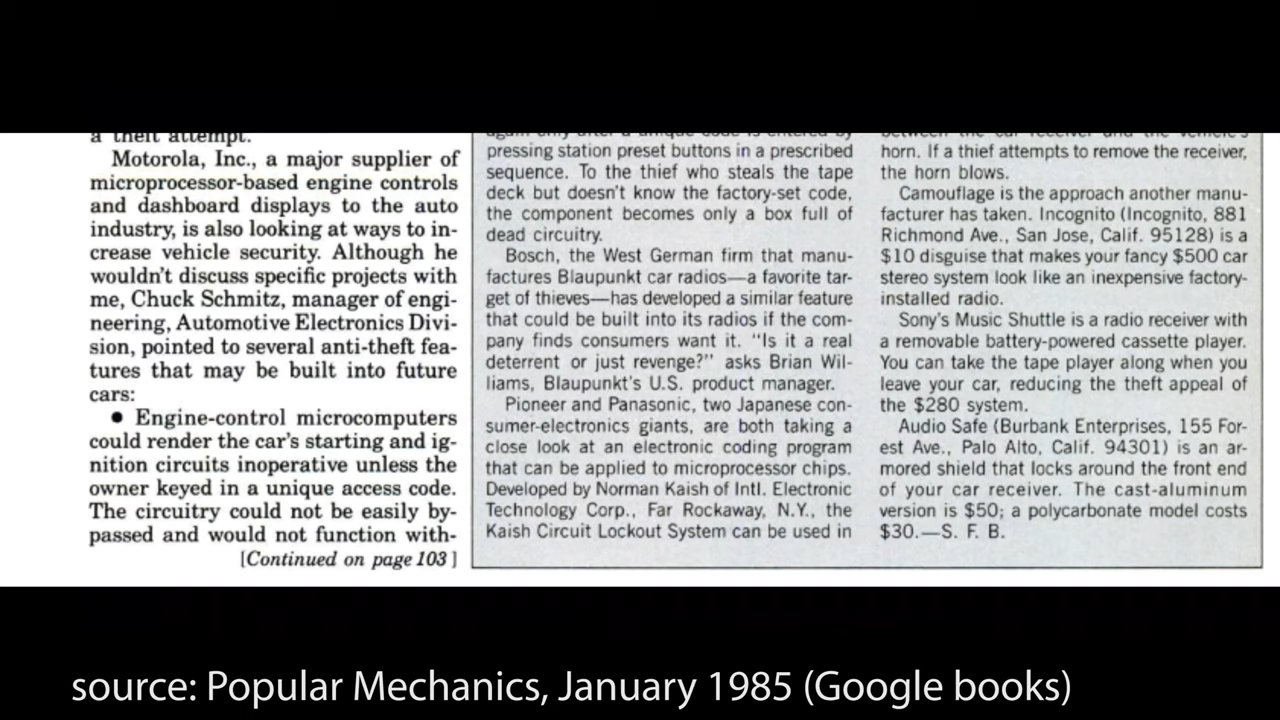 a theft attempt.
Motorola, Inc., a major supplier of
microprocessor-based engine controls
and dashboard displays to the auto
industry, is also looking at ways to in-
crease vehicle security. Although he
wouldn't discuss specific projects with
me, Chuck Schmitz, manager of engi-
neering, Automotive Electronics Divi-
sion, pointed to several anti-theft fea-
tures that may be built into future
cars:
● Engine-control microcomputers
could render the car's starting and ig-
nition circuits inoperative unless the
owner keyed in a unique access code.
The circuitry could not be easily by-
passed and would not function with-
[Continued on page 103]
again only after a unique code is entered by
pressing station preset buttons in a prescribed
sequence. To the thief who steals the tape
deck but doesn't know the factory-set code,
the component becomes only a box full of
dead circuitry.
Bosch, the West German firm that manu-
factures Blaupunkt car radios—a favorite tar-
get of thieves—has developed a similar feature
that could be built into its radios if the com-
pany finds consumers want it. "Is it a real
deterrent or just revenge?" asks Brian Wil-
liams, Blaupunkt's U.S. product manager.
Pioneer and Panasonic, two Japanese con-
sumer-electronics giants, are both taking a
close look at an electronic coding program
that can be applied to microprocessor chips.
Developed by Norman Kaish of Intl. Electronic
Technology Corp., Far Rockaway, N.Y., the
Kaish Circuit Lockout System can be used in
between the car receiver and the vehicle's
horn. If a thief attempts to remove the receiver,
the horn blows.
Camouflage is the approach another manu-
facturer has taken. Incognito (Incognito, 881
Richmond Ave., San Jose, Calif. 95128) is a
$10 disguise that makes your fancy $500 car
stereo system look like an inexpensive factory-
installed radio.
Sony's Music Shuttle is a radio receiver with
a removable battery-powered cassette player.
You can take the tape player along when you
leave your car, reducing the theft appeal of
the $280 system.
Audio Safe (Burbank Enterprises, 155 For-
est Ave., Palo Alto, Calif. 94301) is an ar-
mored shield that locks around the front end
of your car receiver. The cast-aluminum
version is $50; a polycarbonate model costs
$30.—S. F. B.
source: Popular Mechanics, January 1985 (Google books)